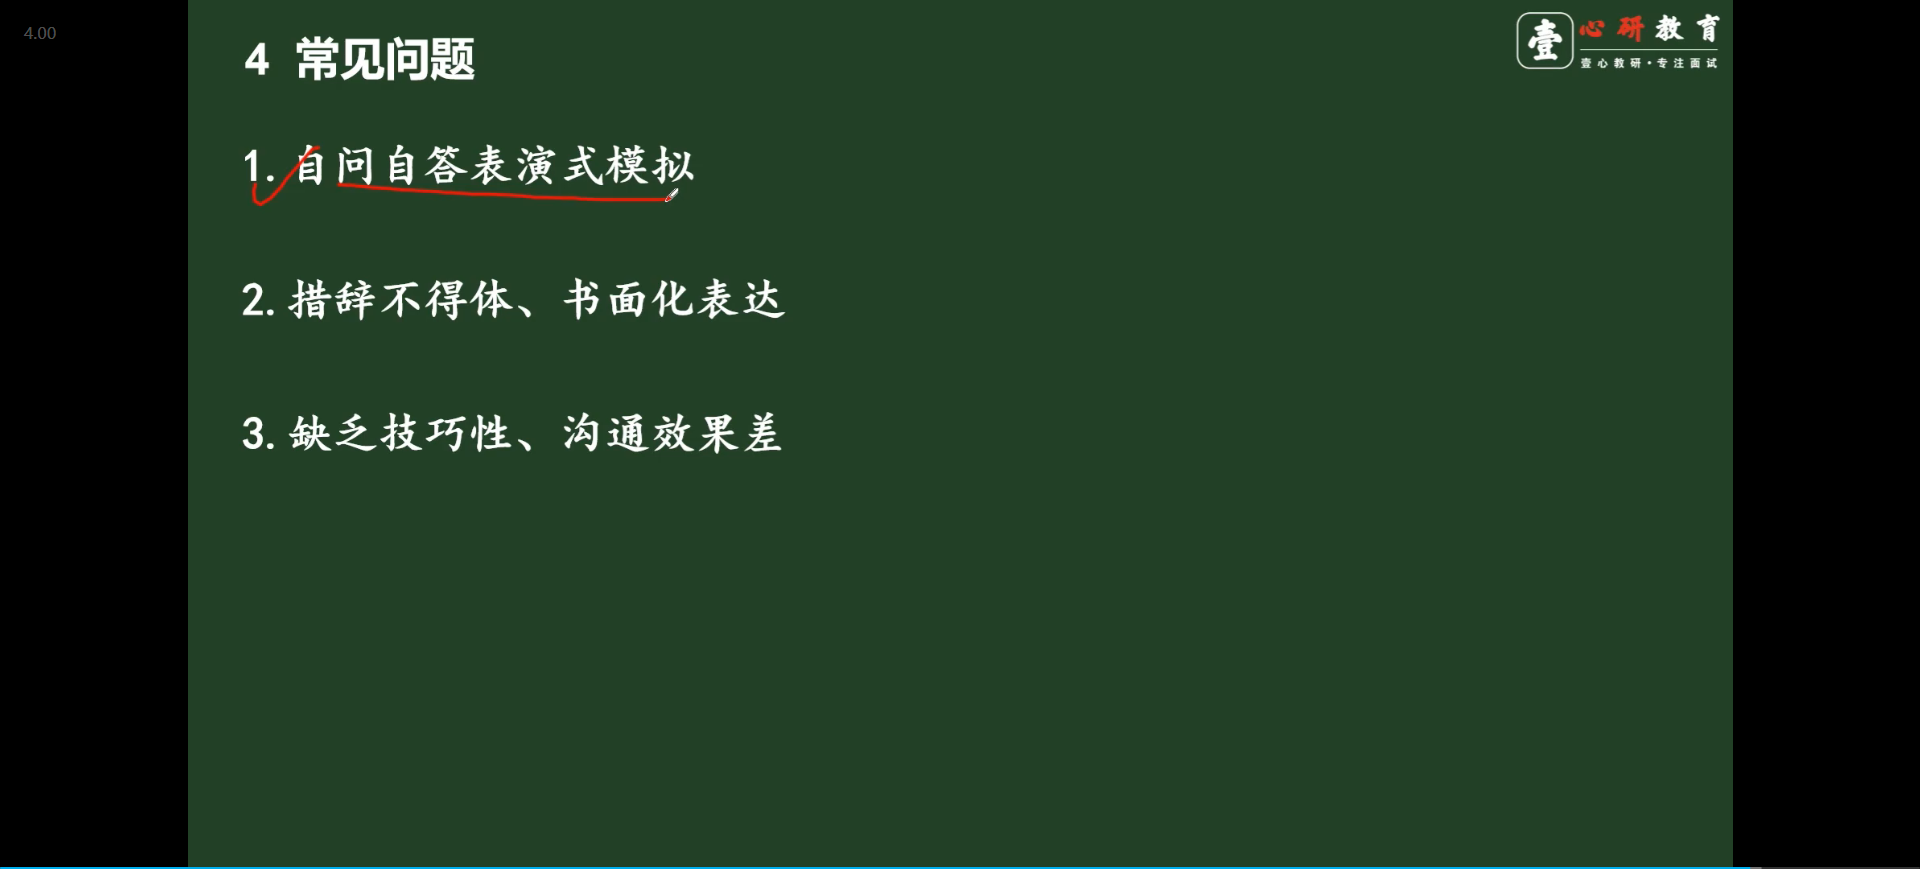 4.00
4 常见问题
壹 心研教育
壹心教研•专注面试
1. 自问自答表演式模拟
2. 措辞不得体、书面化表达
3. 缺乏技巧性、沟通效果差